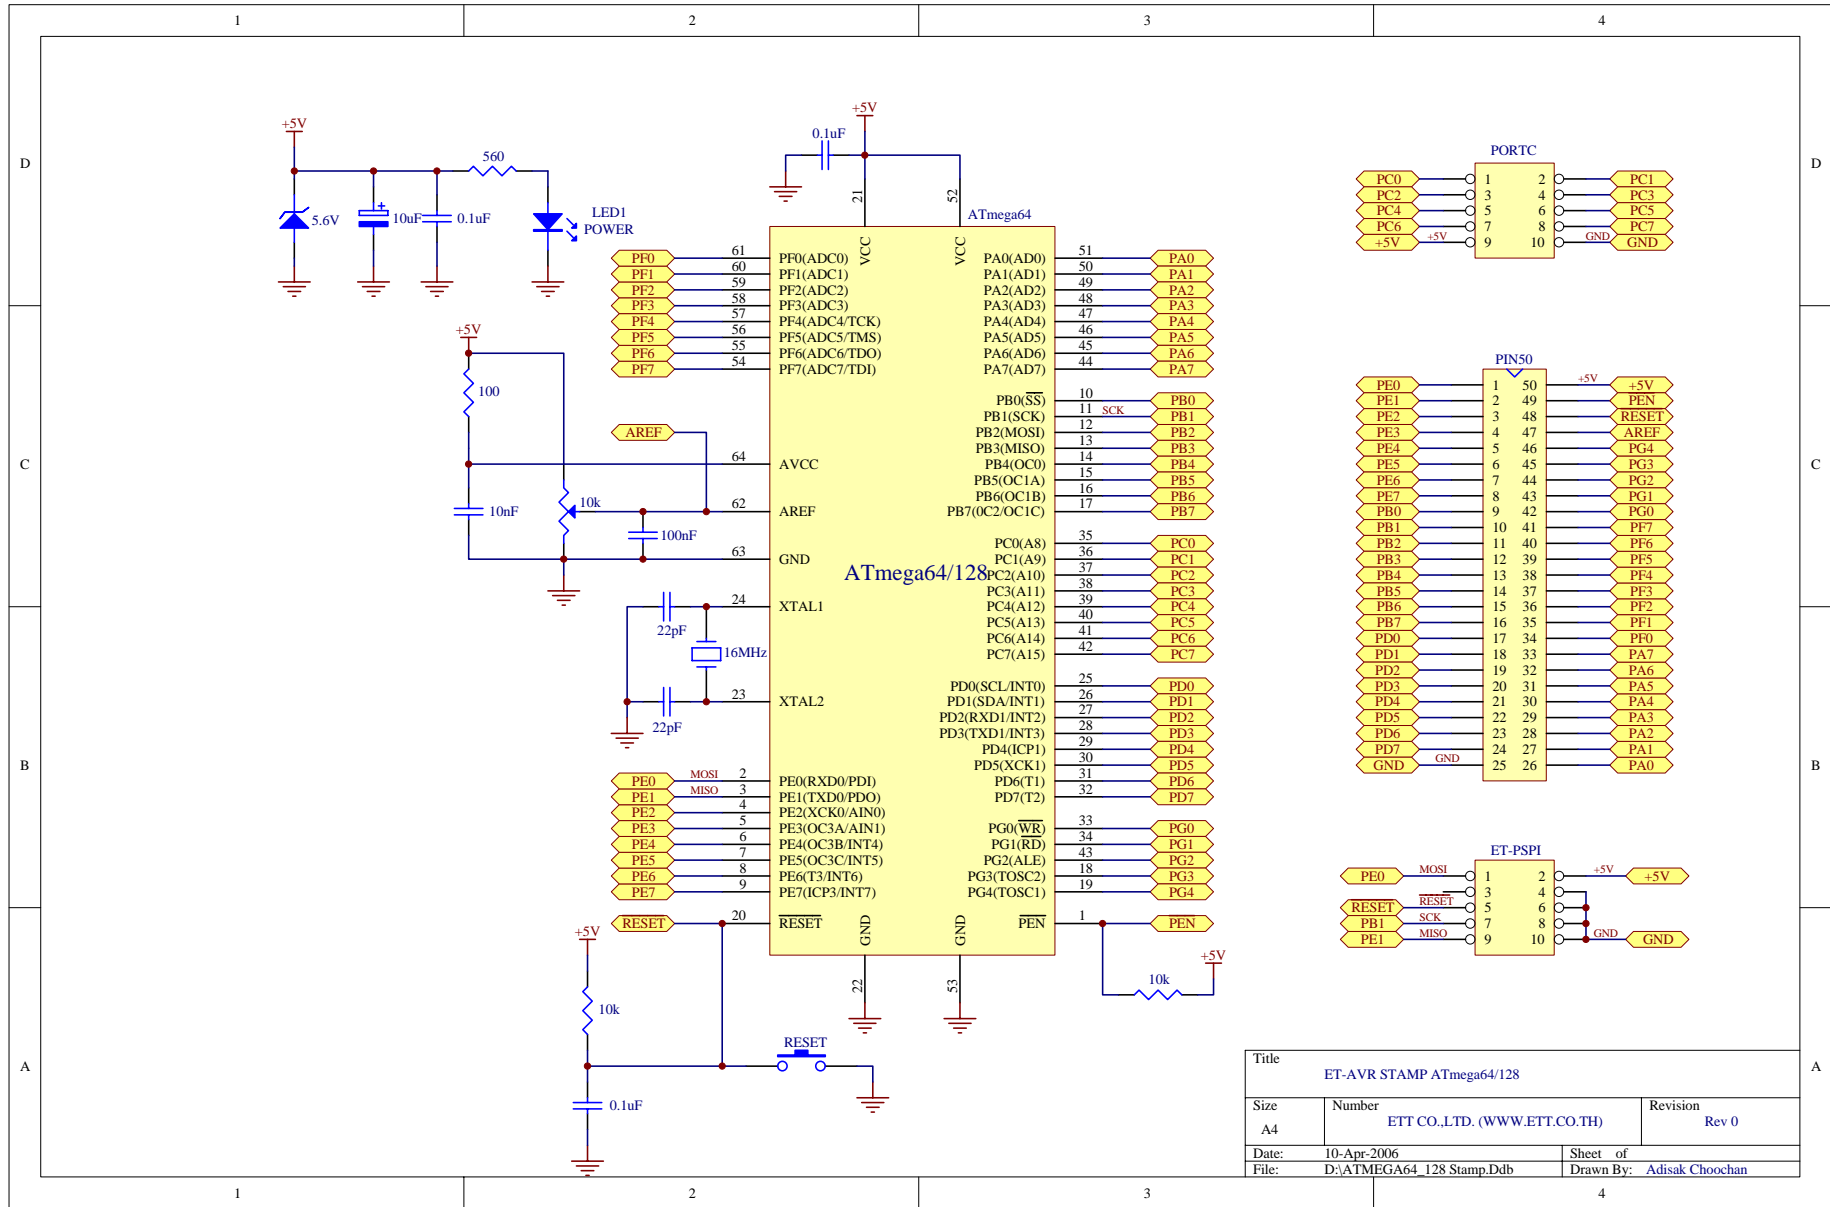 1 2 3 4
D
C
B
A
+5V
560
5.6V
10uF
+
0.1uF
LED1
POWER
+5V
0.1uF
21
52
ATmega64
VCC
VCC
PF0 61 PF0(ADC0)
PF1 60 PF1(ADC1)
PF2 59 PF2(ADC2)
PF3 58 PF3(ADC3)
PF4 57 PF4(ADC4/TCK)
PF5 56 PF5(ADC5/TMS)
PF6 55 PF6(ADC6/TDO)
PF7 54 PF7(ADC7/TDI)
+5V
100
AREF
64 AVCC
10nF
10k
62 AREF
100nF
63 GND
ATmega64/128
24 XTAL1
22pF
16MHz
23 XTAL2
22pF
PE0 MOSI 2 PE0(RXD0/PDI)
PE1 MISO 3 PE1(TXD0/PDO)
PE2 4 PE2(XCK0/AIN0)
PE3 5 PE3(OC3A/AIN1)
PE4 6 PE4(OC3B/INT4)
PE5 7 PE5(OC3C/INT5)
PE6 8 PE6(T3/INT6)
PE7 9 PE7(ICP3/INT7)
RESET 20 RESET
GND
GND
22
53
+5V
10k
0.1uF
RESET
PA0(AD0) 51 PA0
PA1(AD1) 50 PA1
PA2(AD2) 49 PA2
PA3(AD3) 48 PA3
PA4(AD4) 47 PA4
PA5(AD5) 46 PA5
PA6(AD6) 45 PA6
PA7(AD7) 44 PA7
PB0(SS) 10 PB0
PB1(SCK) 11 SCK PB1
PB2(MOSI) 12 PB2
PB3(MISO) 13 PB3
PB4(OC0) 14 PB4
PB5(OC1A) 15 PB5
PB6(OC1B) 16 PB6
PB7(0C2/OC1C) 17 PB7
PC0(A8) 35 PC0
PC1(A9) 36 PC1
PC2(A10) 37 PC2
PC3(A11) 38 PC3
PC4(A12) 39 PC4
PC5(A13) 40 PC5
PC6(A14) 41 PC6
PC7(A15) 42 PC7
PD0(SCL/INT0) 25 PD0
PD1(SDA/INT1) 26 PD1
PD2(RXD1/INT2) 27 PD2
PD3(TXD1/INT3) 28 PD3
PD4(ICP1) 29 PD4
PD5(XCK1) 30 PD5
PD6(T1) 31 PD6
PD7(T2) 32 PD7
PG0(WR) 33 PG0
PG1(RD) 34 PG1
PG2(ALE) 43 PG2
PG3(TOSC2) 18 PG3
PG4(TOSC1) 19 PG4
PEN 1 PEN
10k
+5V
PORTC
PC0 1 2 PC1
PC2 3 4 PC3
PC4 5 6 PC5
PC6 7 8 PC7
+5V +5V 9 10 GND GND
PIN50
PE0 1 50 +5V +5V
PE1 2 49 PEN
PE2 3 48 RESET
PE3 4 47 AREF
PE4 5 46 PG4
PE5 6 45 PG3
PE6 7 44 PG2
PE7 8 43 PG1
PB0 9 42 PG0
PB1 10 41 PF7
PB2 11 40 PF6
PB3 12 39 PF5
PB4 13 38 PF4
PB5 14 37 PF3
PB6 15 36 PF2
PB7 16 35 PF1
PD0 17 34 PF0
PD1 18 33 PA7
PD2 19 32 PA6
PD3 20 31 PA5
PD4 21 30 PA4
PD5 22 29 PA3
PD6 23 28 PA2
PD7 24 27 PA1
GND GND 25 26 PA0
ET-PSPI
PE0 MOSI 1 2 +5V +5V
3 4
RESET RESET 5 6
PB1 SCK 7 8
PE1 MISO 9 10 GND GND
D
C
B
A
Title
ET-AVR STAMP ATmega64/128
Size Number Revision
A4 ETT CO.,LTD. (WWW.ETT.CO.TH) Rev 0
Date: 10-Apr-2006 Sheet of
File: D:\ATMEGA64_128 Stamp.Ddb Drawn By: Adisak Choochan
1 2 3 4